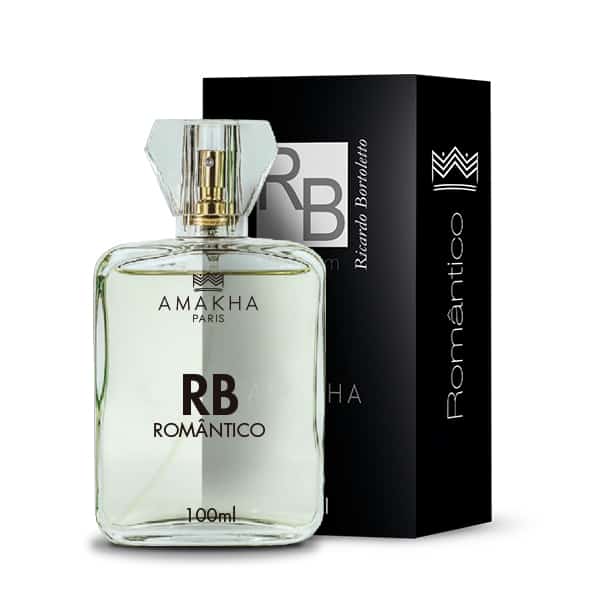 AMAKHA
PARIS
RB
ROMÂNTICO
100ml
RB
Ricardo Bortoletto
Romântico